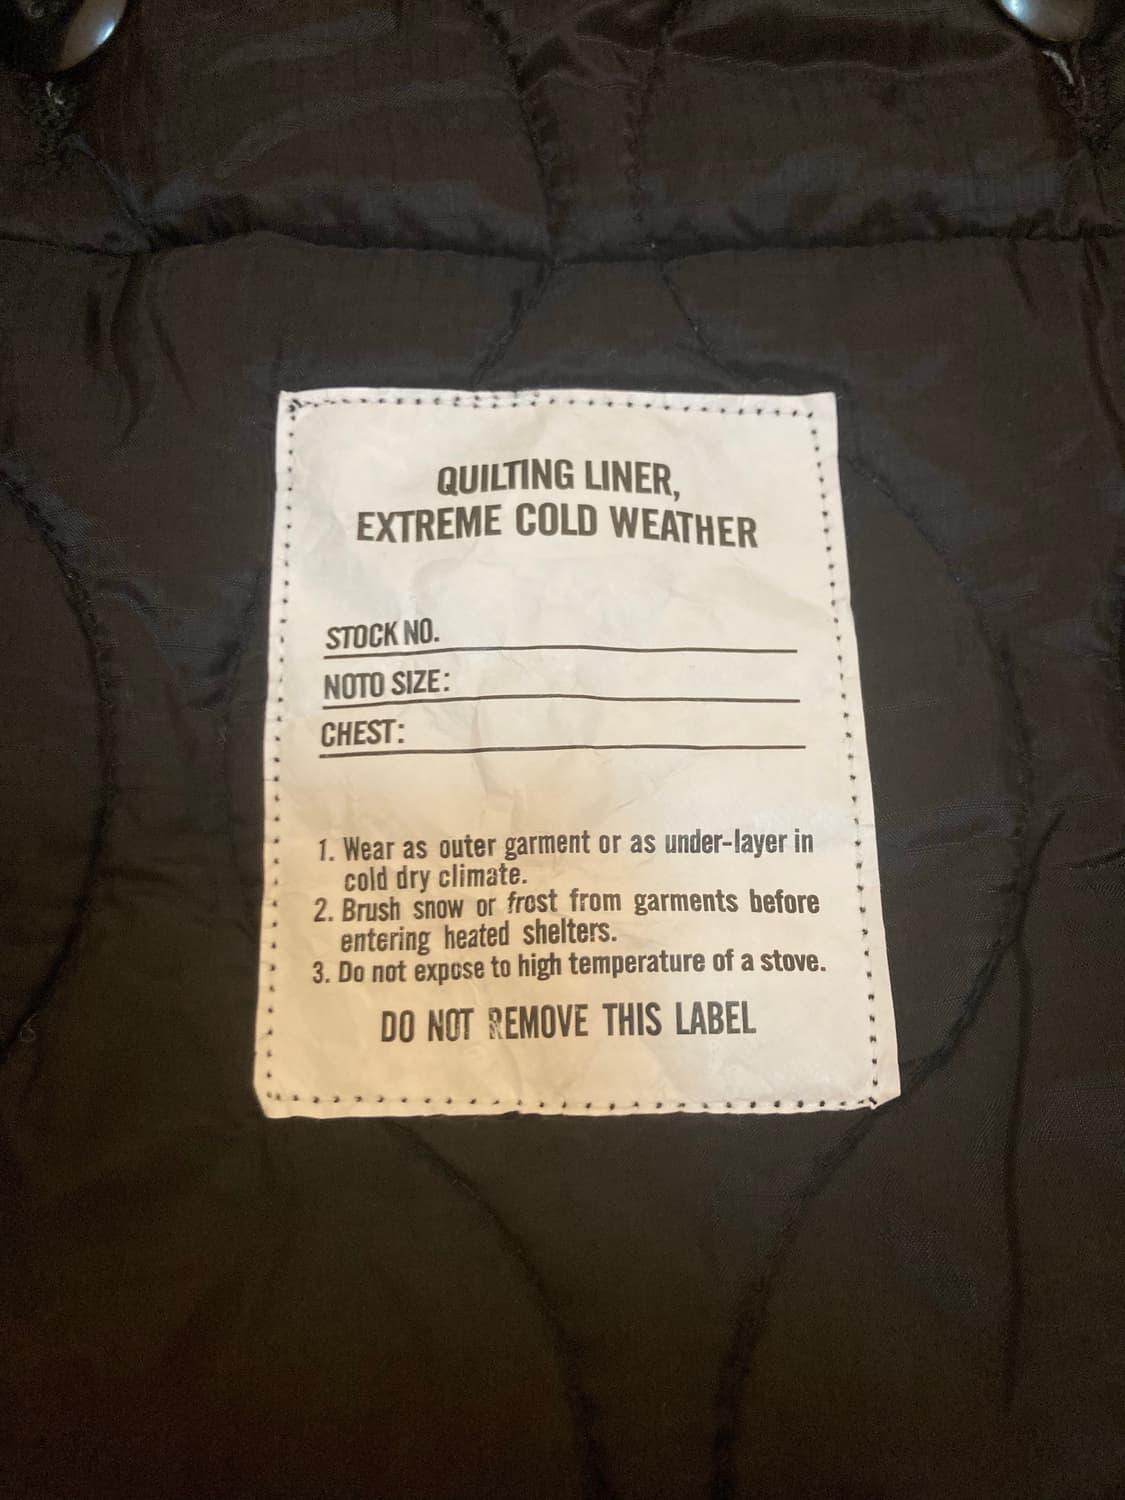 QUILTING LINER,
EXTREME COLD WEATHER
STOCK NO.
NOTO SIZE:
CHEST:
1. Wear as outer garment or as under-layer in
cold dry climate.
2. Brush snow or frost from garments before
entering heated shelters.
3. Do not expose to high temperature of a stove.
DO NOT REMOVE THIS LABEL